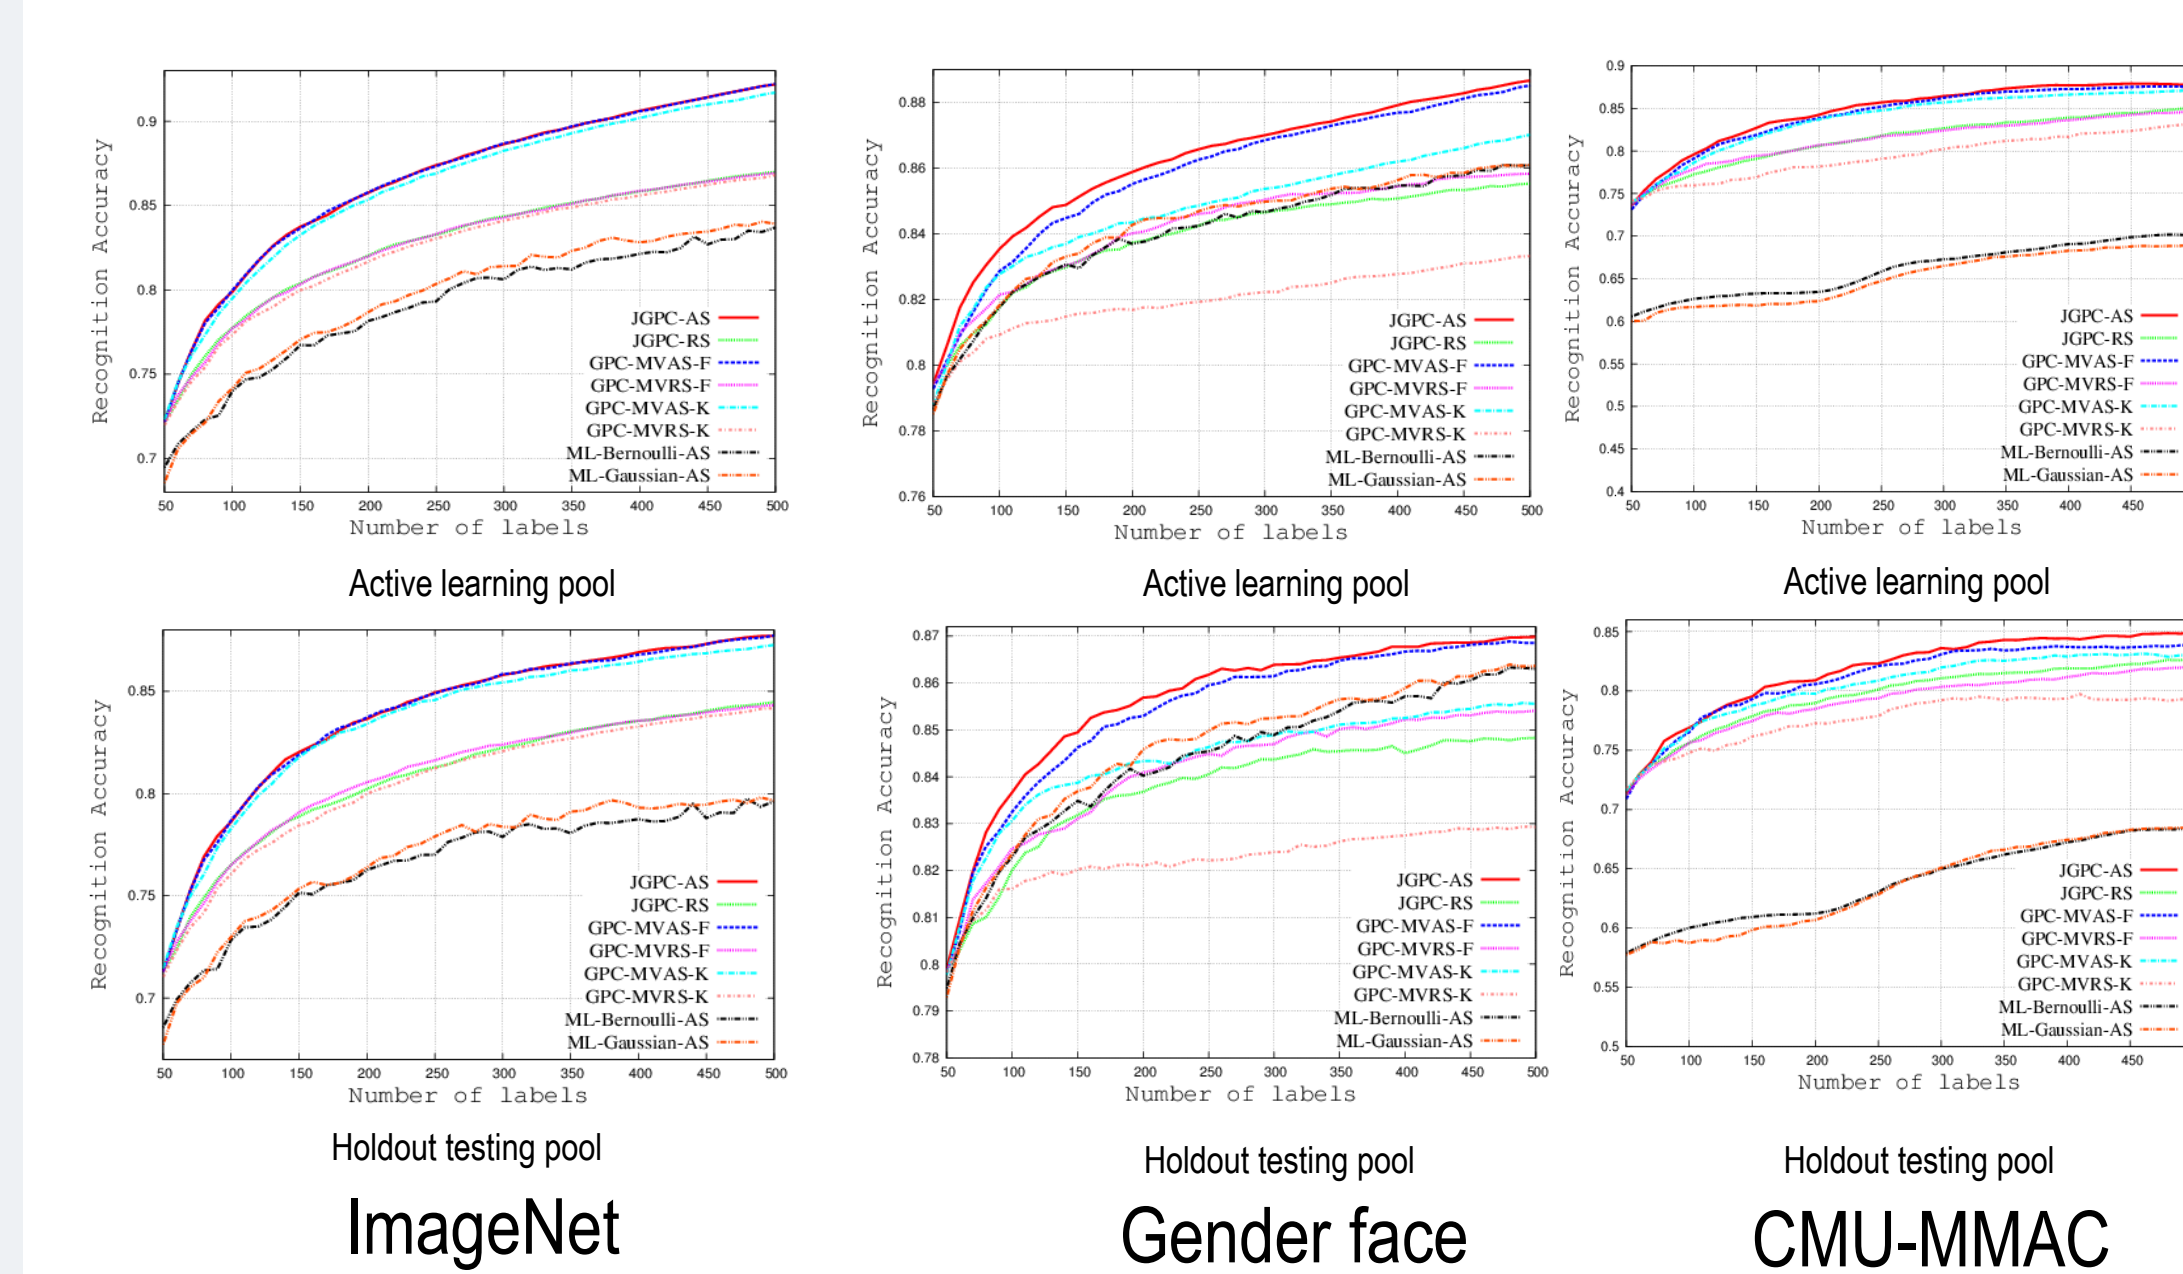 Recognition Accuracy
0.9
0.85
0.8
0.75
0.7
JGPC-AS
JGPC-RS
GPC-MVAS-F
GPC-MVRS-F
GPC-MVAS-K
GPC-MVRS-K
ML-Bernoulli-AS
ML-Gaussian-AS
50 100 150 200 250 300 350 400 450 500
Number of labels
Active learning pool
Recognition Accuracy
0.88
0.86
0.84
0.82
0.8
0.78
0.76
JGPC-AS
JGPC-RS
GPC-MVAS-F
GPC-MVRS-F
GPC-MVAS-K
GPC-MVRS-K
ML-Bernoulli-AS
ML-Gaussian-AS
50 100 150 200 250 300 350 400 450 500
Number of labels
Active learning pool
Recognition Accuracy
0.9
0.85
0.8
0.75
0.7
0.65
0.6
0.55
0.5
0.45
0.4
JGPC-AS
JGPC-RS
GPC-MVAS-F
GPC-MVRS-F
GPC-MVAS-K
GPC-MVRS-K
ML-Bernoulli-AS
ML-Gaussian-AS
50 100 150 200 250 300 350 400 450
Number of labels
Active learning pool
Recognition Accuracy
0.85
0.8
0.75
0.7
JGPC-AS
JGPC-RS
GPC-MVAS-F
GPC-MVRS-F
GPC-MVAS-K
GPC-MVRS-K
ML-Bernoulli-AS
ML-Gaussian-AS
50 100 150 200 250 300 350 400 450 500
Number of labels
Holdout testing pool
ImageNet
Recognition Accuracy
0.87
0.86
0.85
0.84
0.83
0.82
0.81
0.8
0.79
0.78
JGPC-AS
JGPC-RS
GPC-MVAS-F
GPC-MVRS-F
GPC-MVAS-K
GPC-MVRS-K
ML-Bernoulli-AS
ML-Gaussian-AS
50 100 150 200 250 300 350 400 450 500
Number of labels
Holdout testing pool
Gender face
Recognition Accuracy
0.85
0.8
0.75
0.7
0.65
0.6
0.55
0.5
JGPC-AS
JGPC-RS
GPC-MVAS-F
GPC-MVRS-F
GPC-MVAS-K
GPC-MVRS-K
ML-Bernoulli-AS
ML-Gaussian-AS
50 100 150 200 250 300 350 400 450
Number of labels
Holdout testing pool
CMU-MMAC